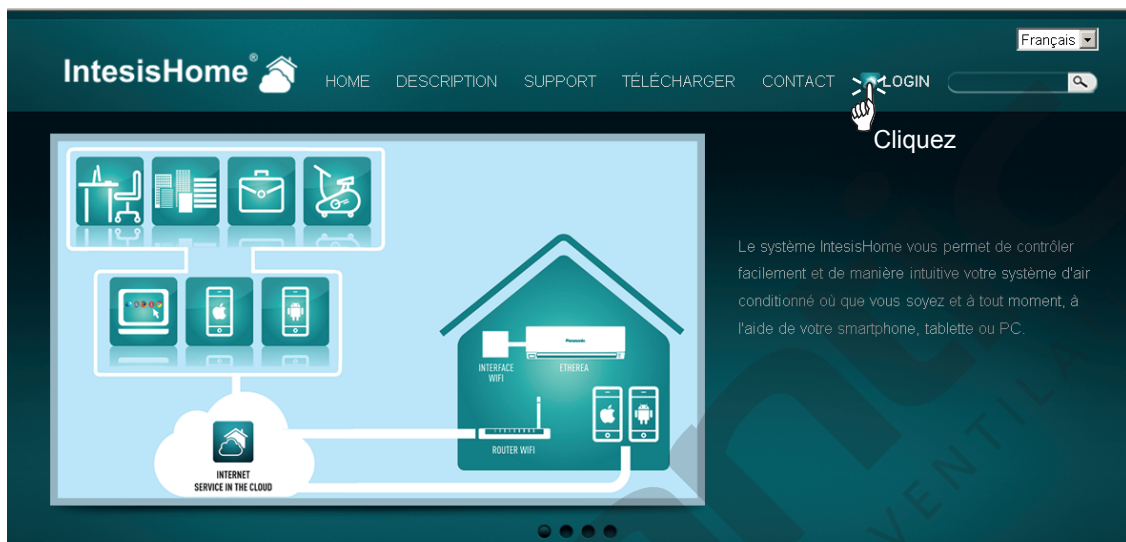 Français
IntesisHome®
HOME DESCRIPTION SUPPORT TÉLÉCHARGER CONTACT LOGIN
Cliquez
Le système IntesisHome vous permet de contrôler
facilement et de manière intuitive votre système d'air
conditionné où que vous soyez et à tout moment, à
l'aide de votre smartphone, tablette ou PC.
Panasonic
INTERFACE
WIFI
ETHEREA
ROUTER WIFI
INTERNET
SERVICE IN THE CLOUD